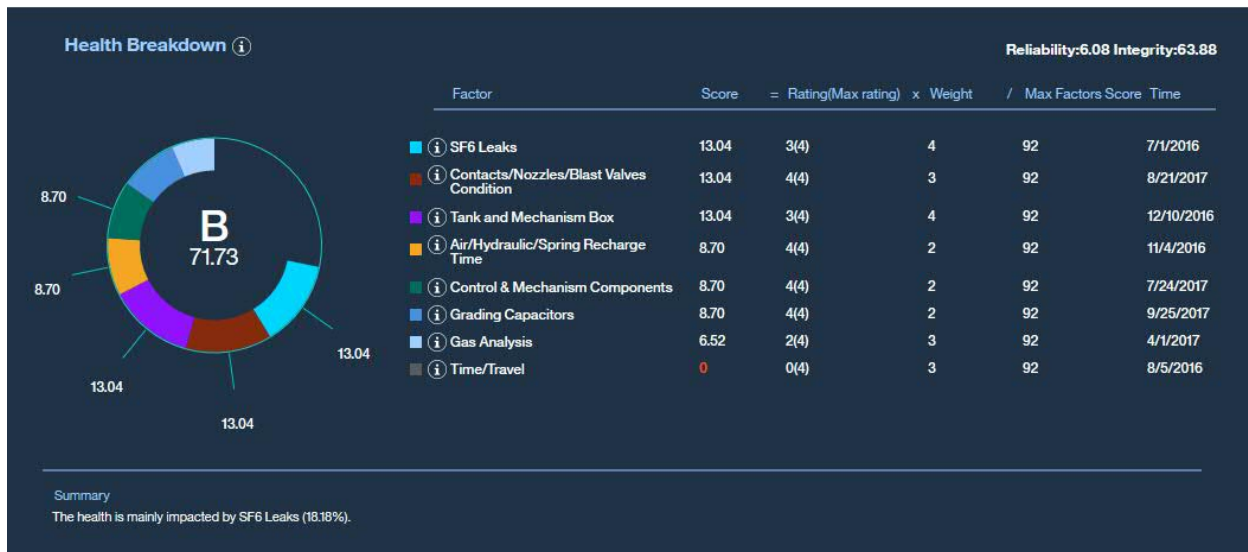 Health Breakdown i
Reliability:6.08 Integrity:63.88
Factor Score = Rating(Max rating) x Weight / Max Factors Score Time
i SF6 Leaks 13.04 3(4) 4 92 7/1/2016
i Contacts/Nozzles/Blast Valves
Condition 13.04 4(4) 3 92 8/21/2017
i Tank and Mechanism Box 13.04 3(4) 4 92 12/10/2016
i Air/Hydraulic/Spring Recharge
Time 8.70 4(4) 2 92 11/4/2016
i Control & Mechanism Components 8.70 4(4) 2 92 7/24/2017
i Grading Capacitors 8.70 4(4) 2 92 9/25/2017
i Gas Analysis 6.52 2(4) 3 92 4/1/2017
i Time/Travel 0 0(4) 3 92 8/5/2016
B
71.73
8.70
8.70
13.04
13.04
13.04
Summary
The health is mainly impacted by SF6 Leaks (18.18%).